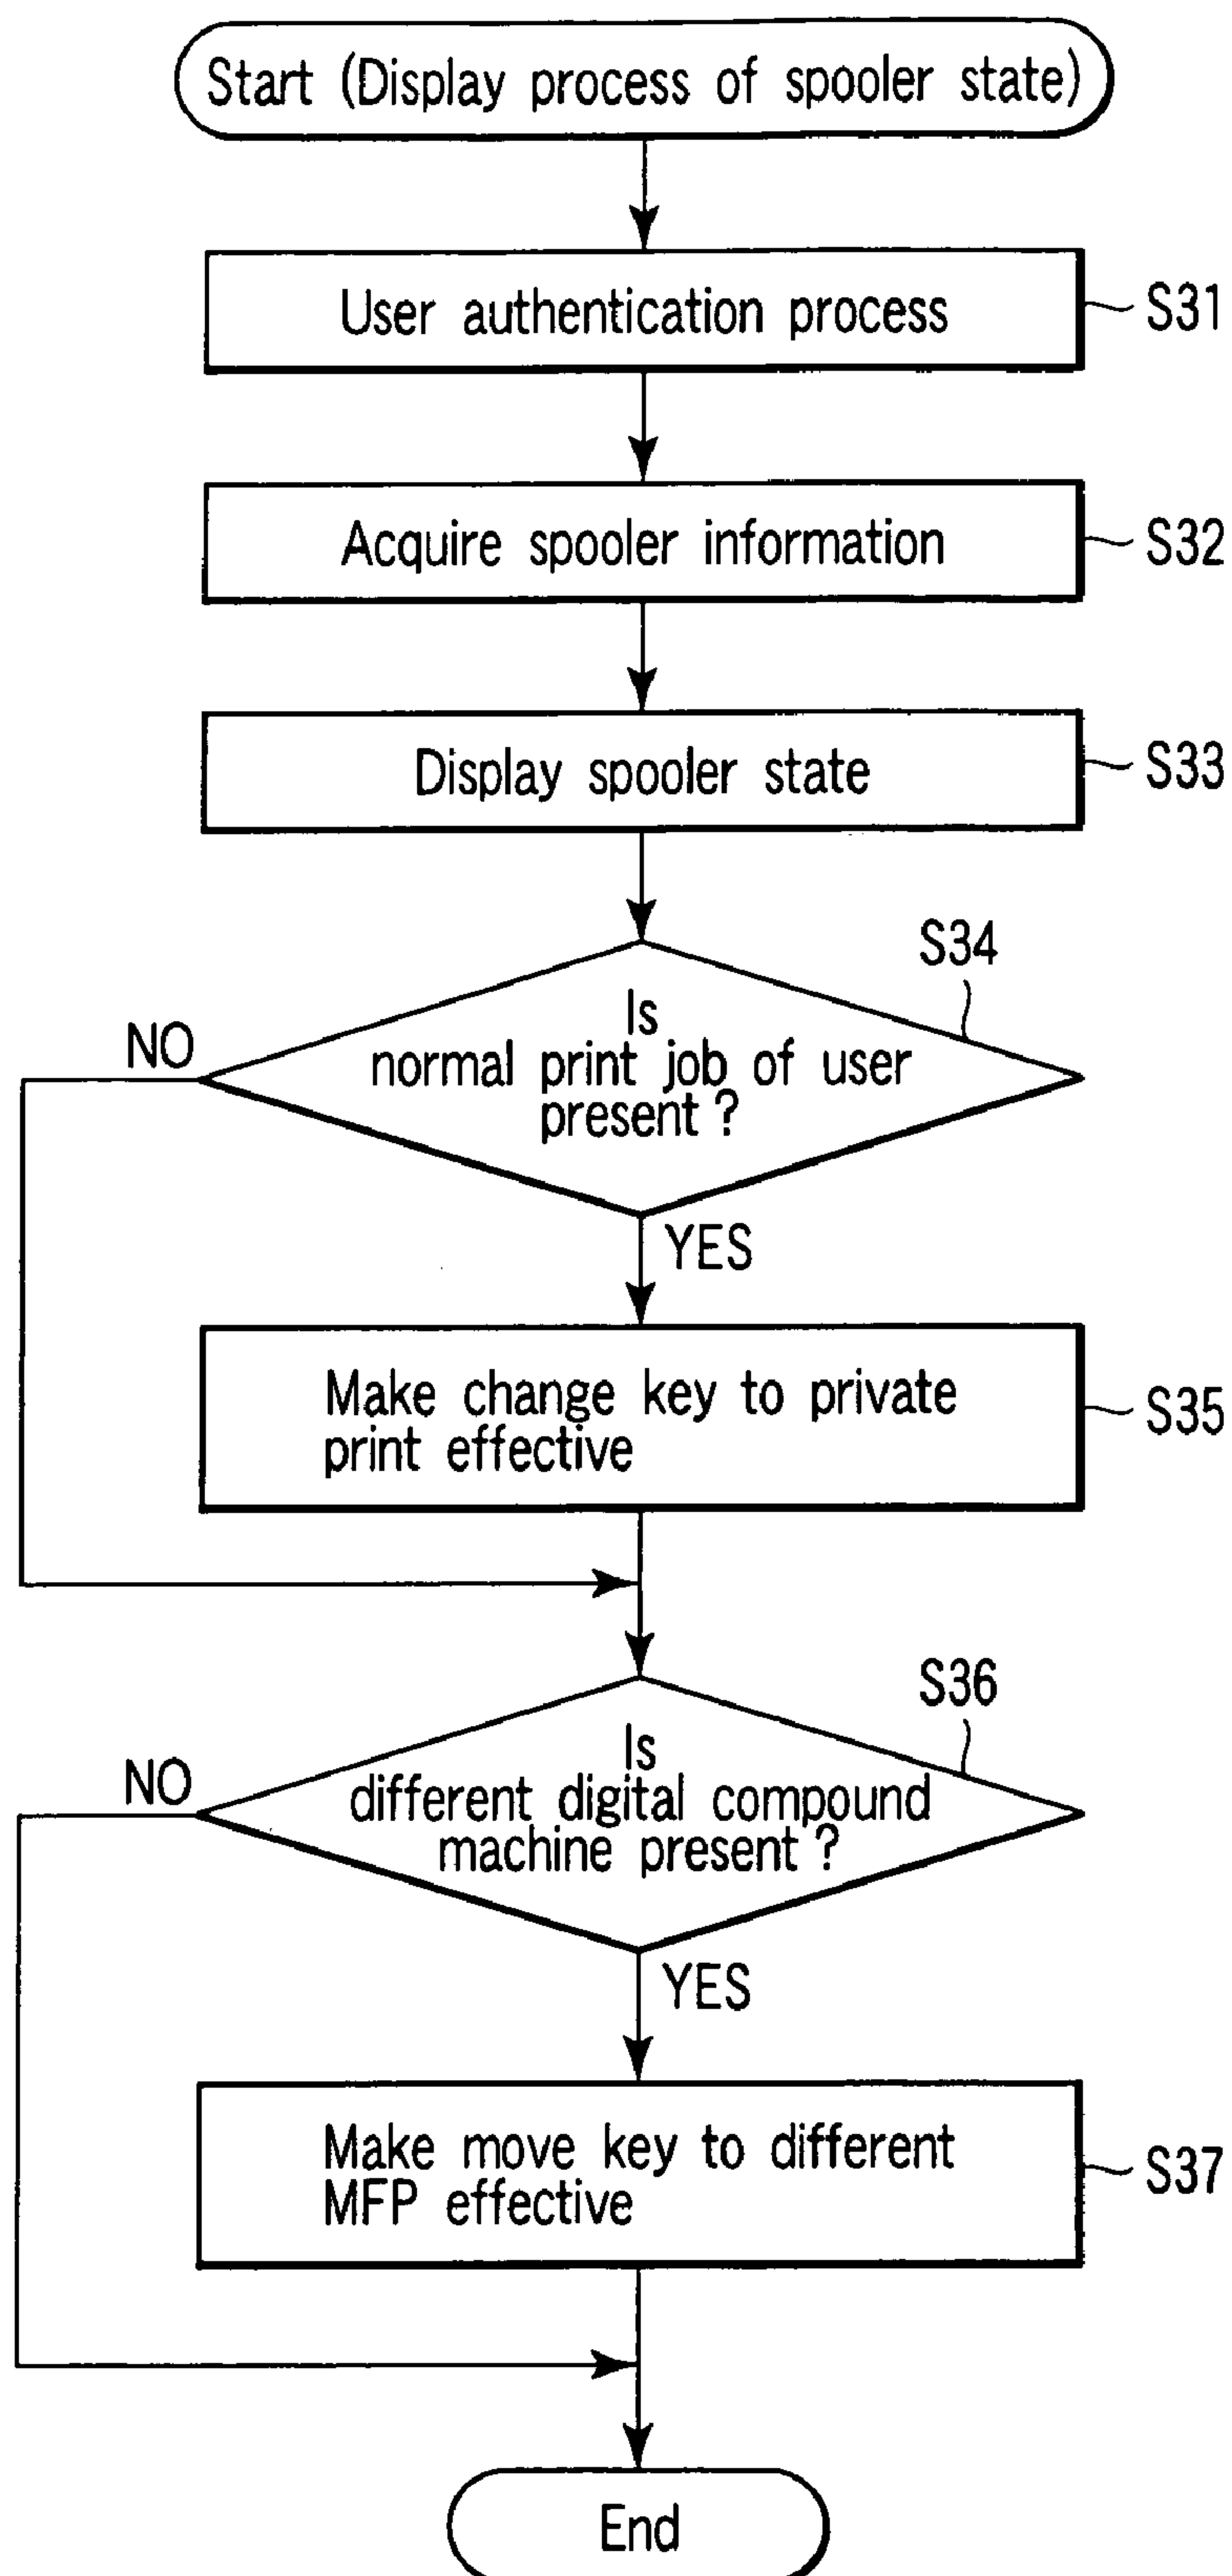 Start (Display process of spooler state)
User authentication process
S31
Acquire spooler information
S32
Display spooler state
S33
S34
Is
normal print job of user
present ?
NO
YES
Make change key to private
print effective
S35
S36
Is
different digital compound
machine present ?
NO
YES
Make move key to different
MFP effective
S37
End